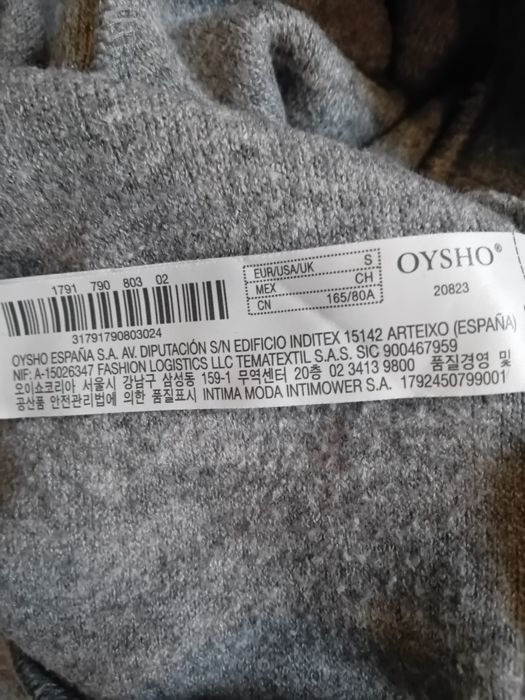 1791 790 803 02
31791790803024
EUR/USA/UK S
MEX CH
CN 165/80A
OYSHO®
20823
OYSHO ESPAÑA S.A. AV. DIPUTACIÓN S/N EDIFICIO INDITEX 15142 ARTEIXO (ESPAÑA)
NIF: A-15026347 FASHION LOGISTICS LLC TEMATEXTIL S.A.S. SIC 900467959
오이쇼코리아 서울시 강남구 삼성동 159-1 무역센터 20층 02 3413 9800 품질경영 및
공산품 안전관리법에 의한 품질표시 INTIMA MODA INTIMOWER S.A. 1792450799001